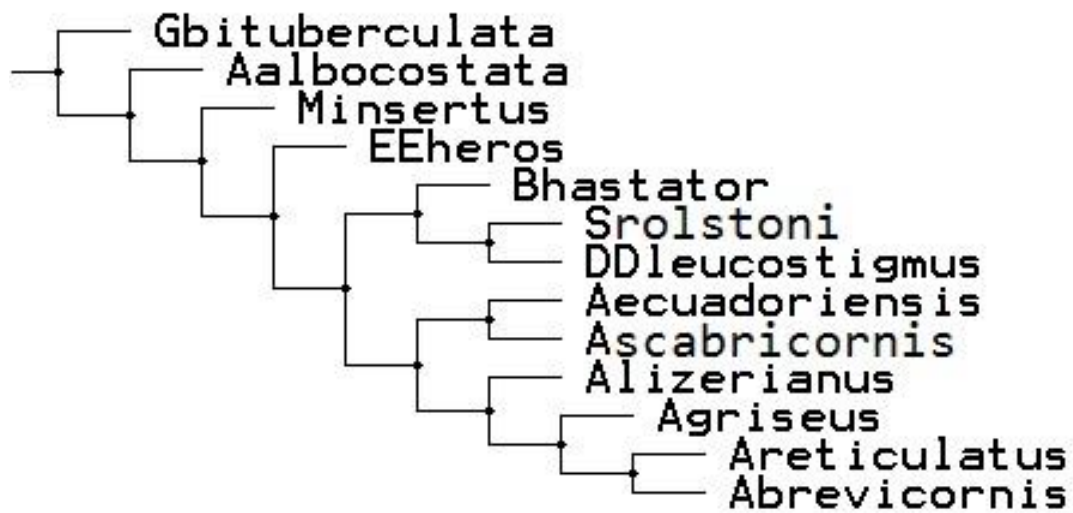 Gbituberculata
Aalbocostata
Minsertus
EEheros
Bhastator
Srolstoni
DDleucostigmus
Aecuadoriensis
Ascabricornis
Alizerianus
Agriseus
Areticulatus
Abrevicornis